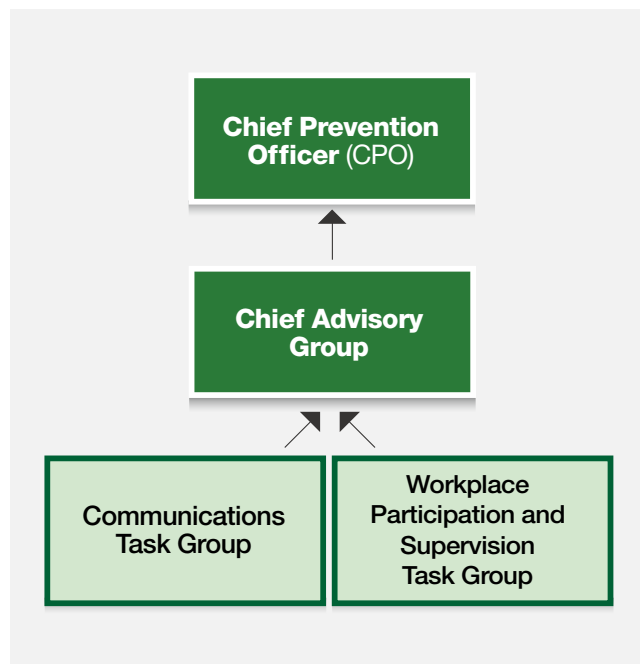 Chief Prevention
Officer (CPO)
Chief Advisory
Group
Communications
Task Group
Workplace
Participation and
Supervision
Task Group